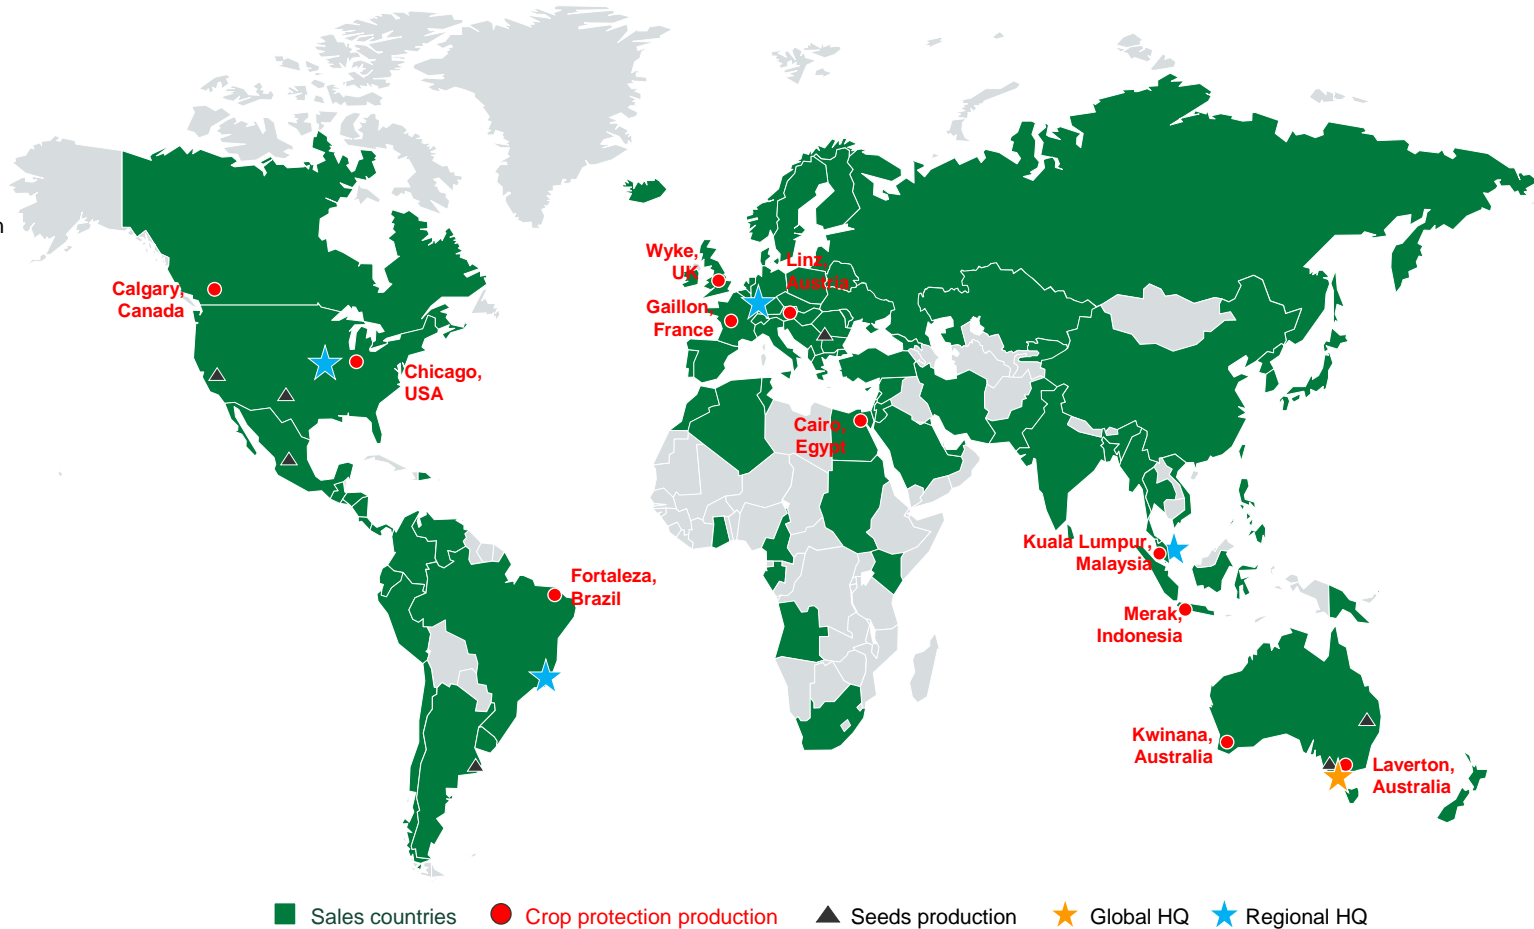 n
Wyke,
UK
Linz,
Austria
Calgary,
Canada
Gaillon,
France
Chicago,
USA
Cairo,
Egypt
Kuala Lumpur,
Malaysia
Fortaleza,
Brazil
Merak,
Indonesia
Kwinana,
Australia
Laverton,
Australia
Sales countries
Crop protection production
Seeds production
Global HQ
Regional HQ